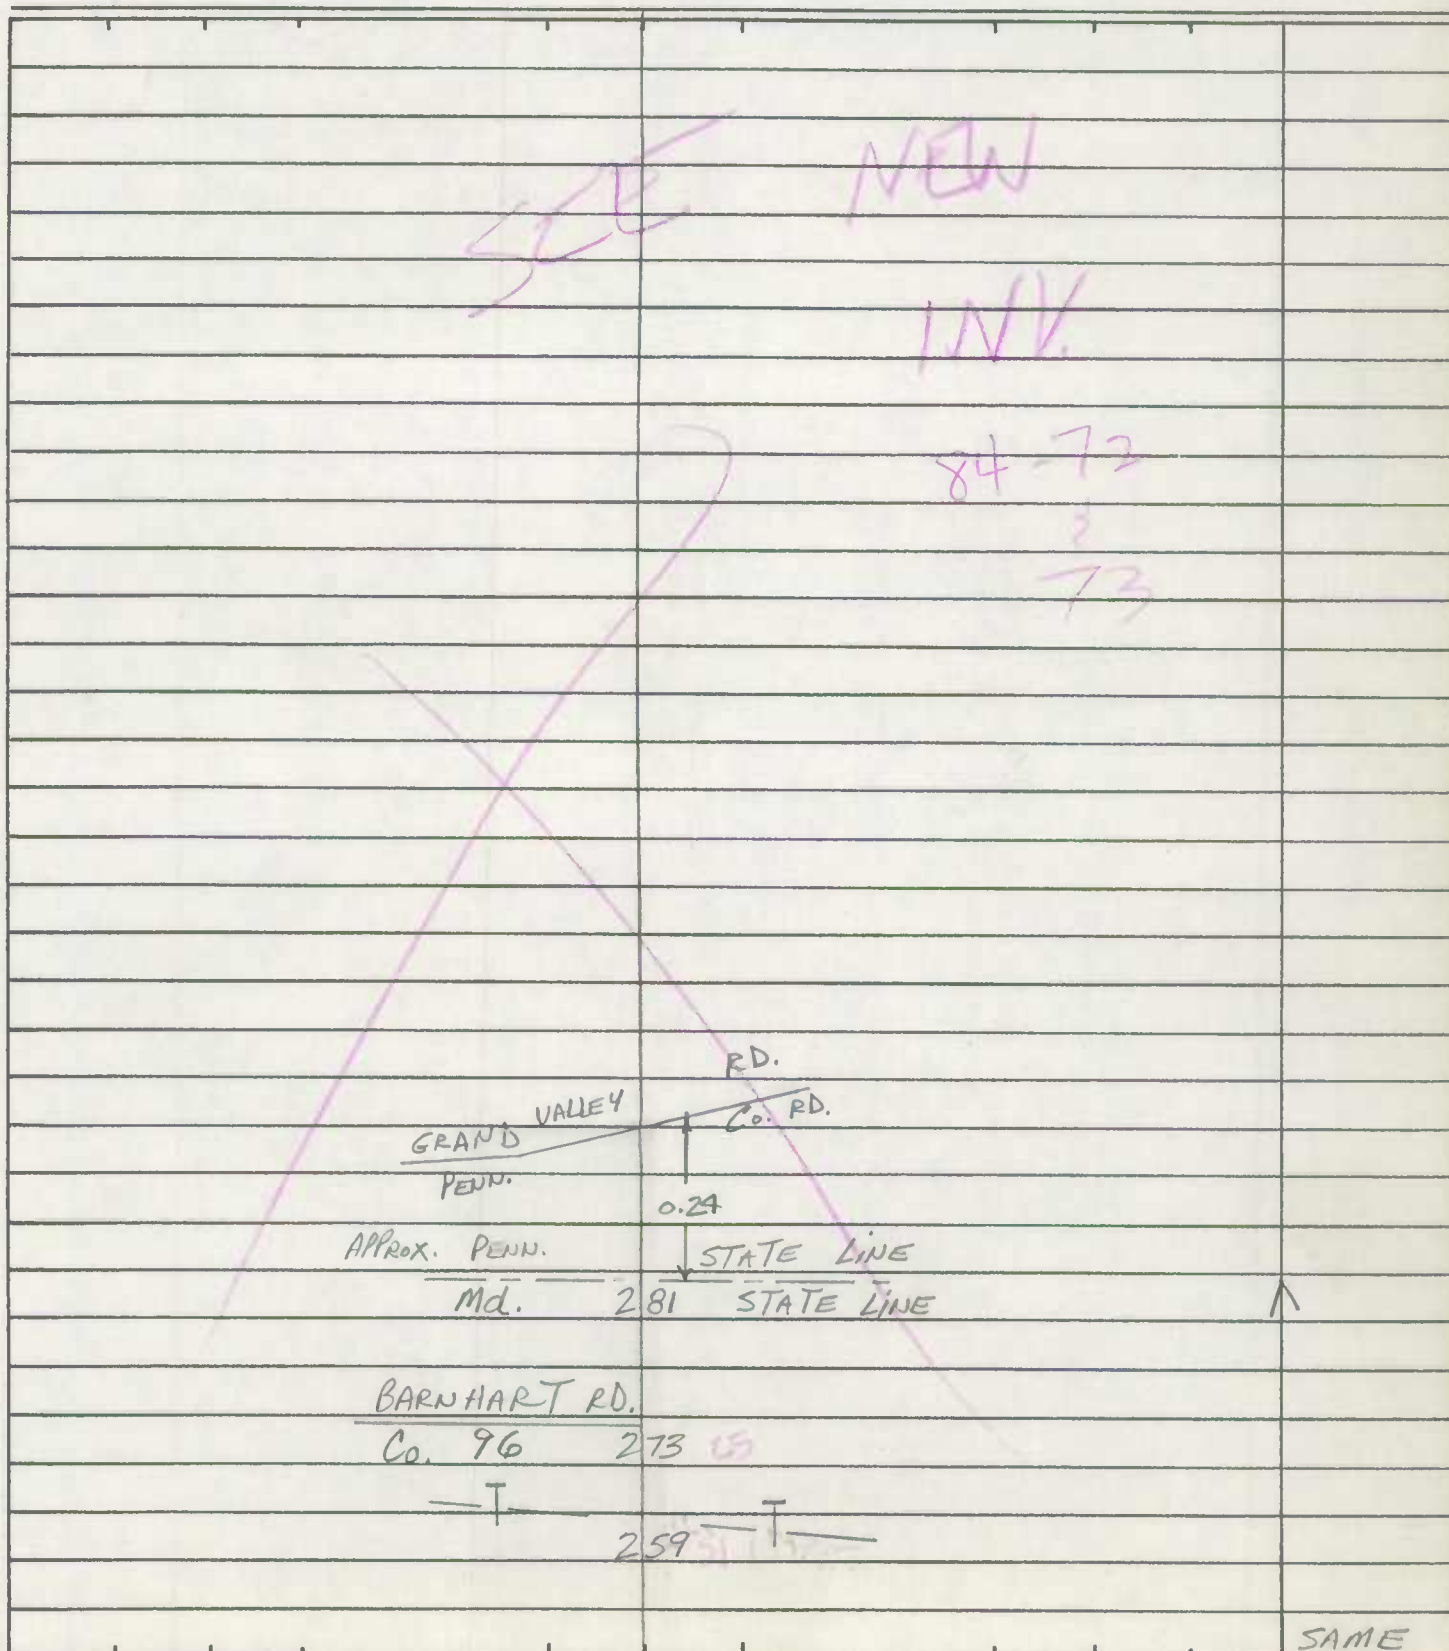 SEE NEW
INV.
84-73
73
RD.
GRAND VALLEY Co. RD.
PENN.
0.24
APPROX. PENN. STATE LINE
Md. 281 STATE LINE
BARNHART RD.
Co. 96 273
T T
259
SAME